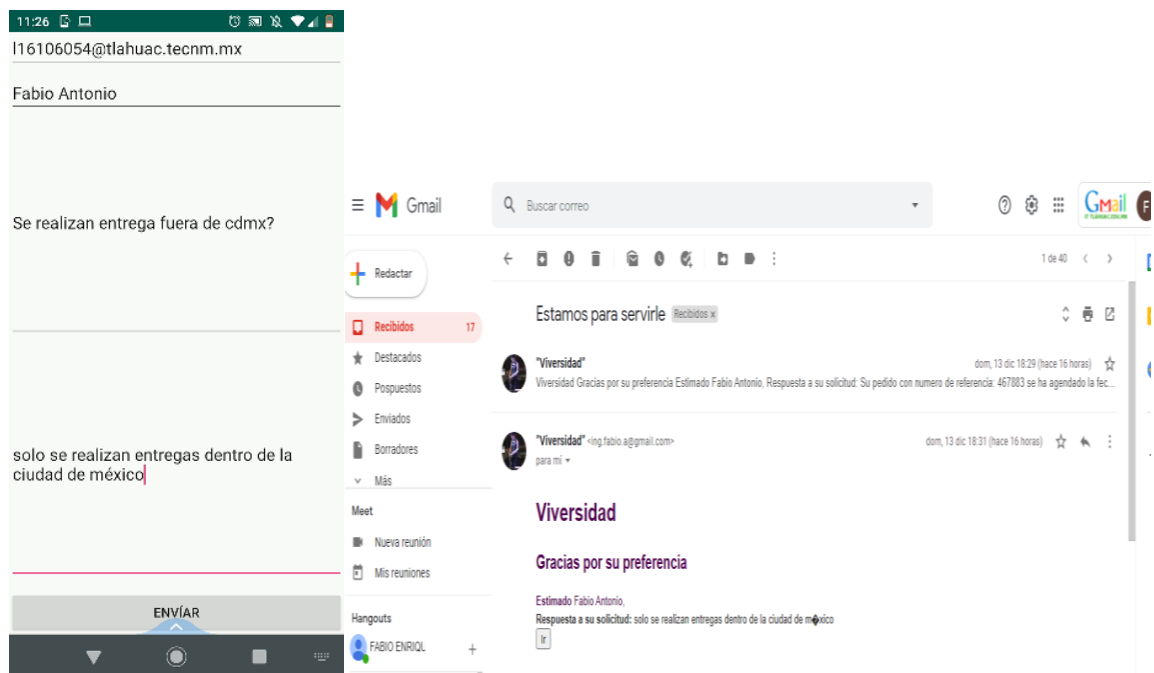 11:26
l16106054@tlahuac.tecnm.mx
Fabio Antonio
Se realizan entrega fuera de cdmx?
solo se realizan entregas dentro de la
ciudad de méxico
ENVÍAR
Gmail
Buscar correo
Gmail
F
Redactar
1 de 40
Recibidos 17
Destacados
Pospuestos
Enviados
Borradores
Más
Meet
Nueva reunión
Mis reuniones
Hangouts
FABIO ENRIQU
Estamos para servirle Recibidos x
"Viversidad" dom, 13 dic 18:29 (hace 16 horas)
Viversidad Gracias por su preferencia Estimado Fabio Antonio, Respuesta a su solicitud: Su pedido con numero de referencia: 467883 se ha agendado la fec...
"Viversidad" <ing.fabio.a@gmail.com> dom, 13 dic 18:31 (hace 16 horas)
para mí
Viversidad
Gracias por su preferencia
Estimado Fabio Antonio,
Respuesta a su solicitud: solo se realizan entregas dentro de la ciudad de m�xico
Ir